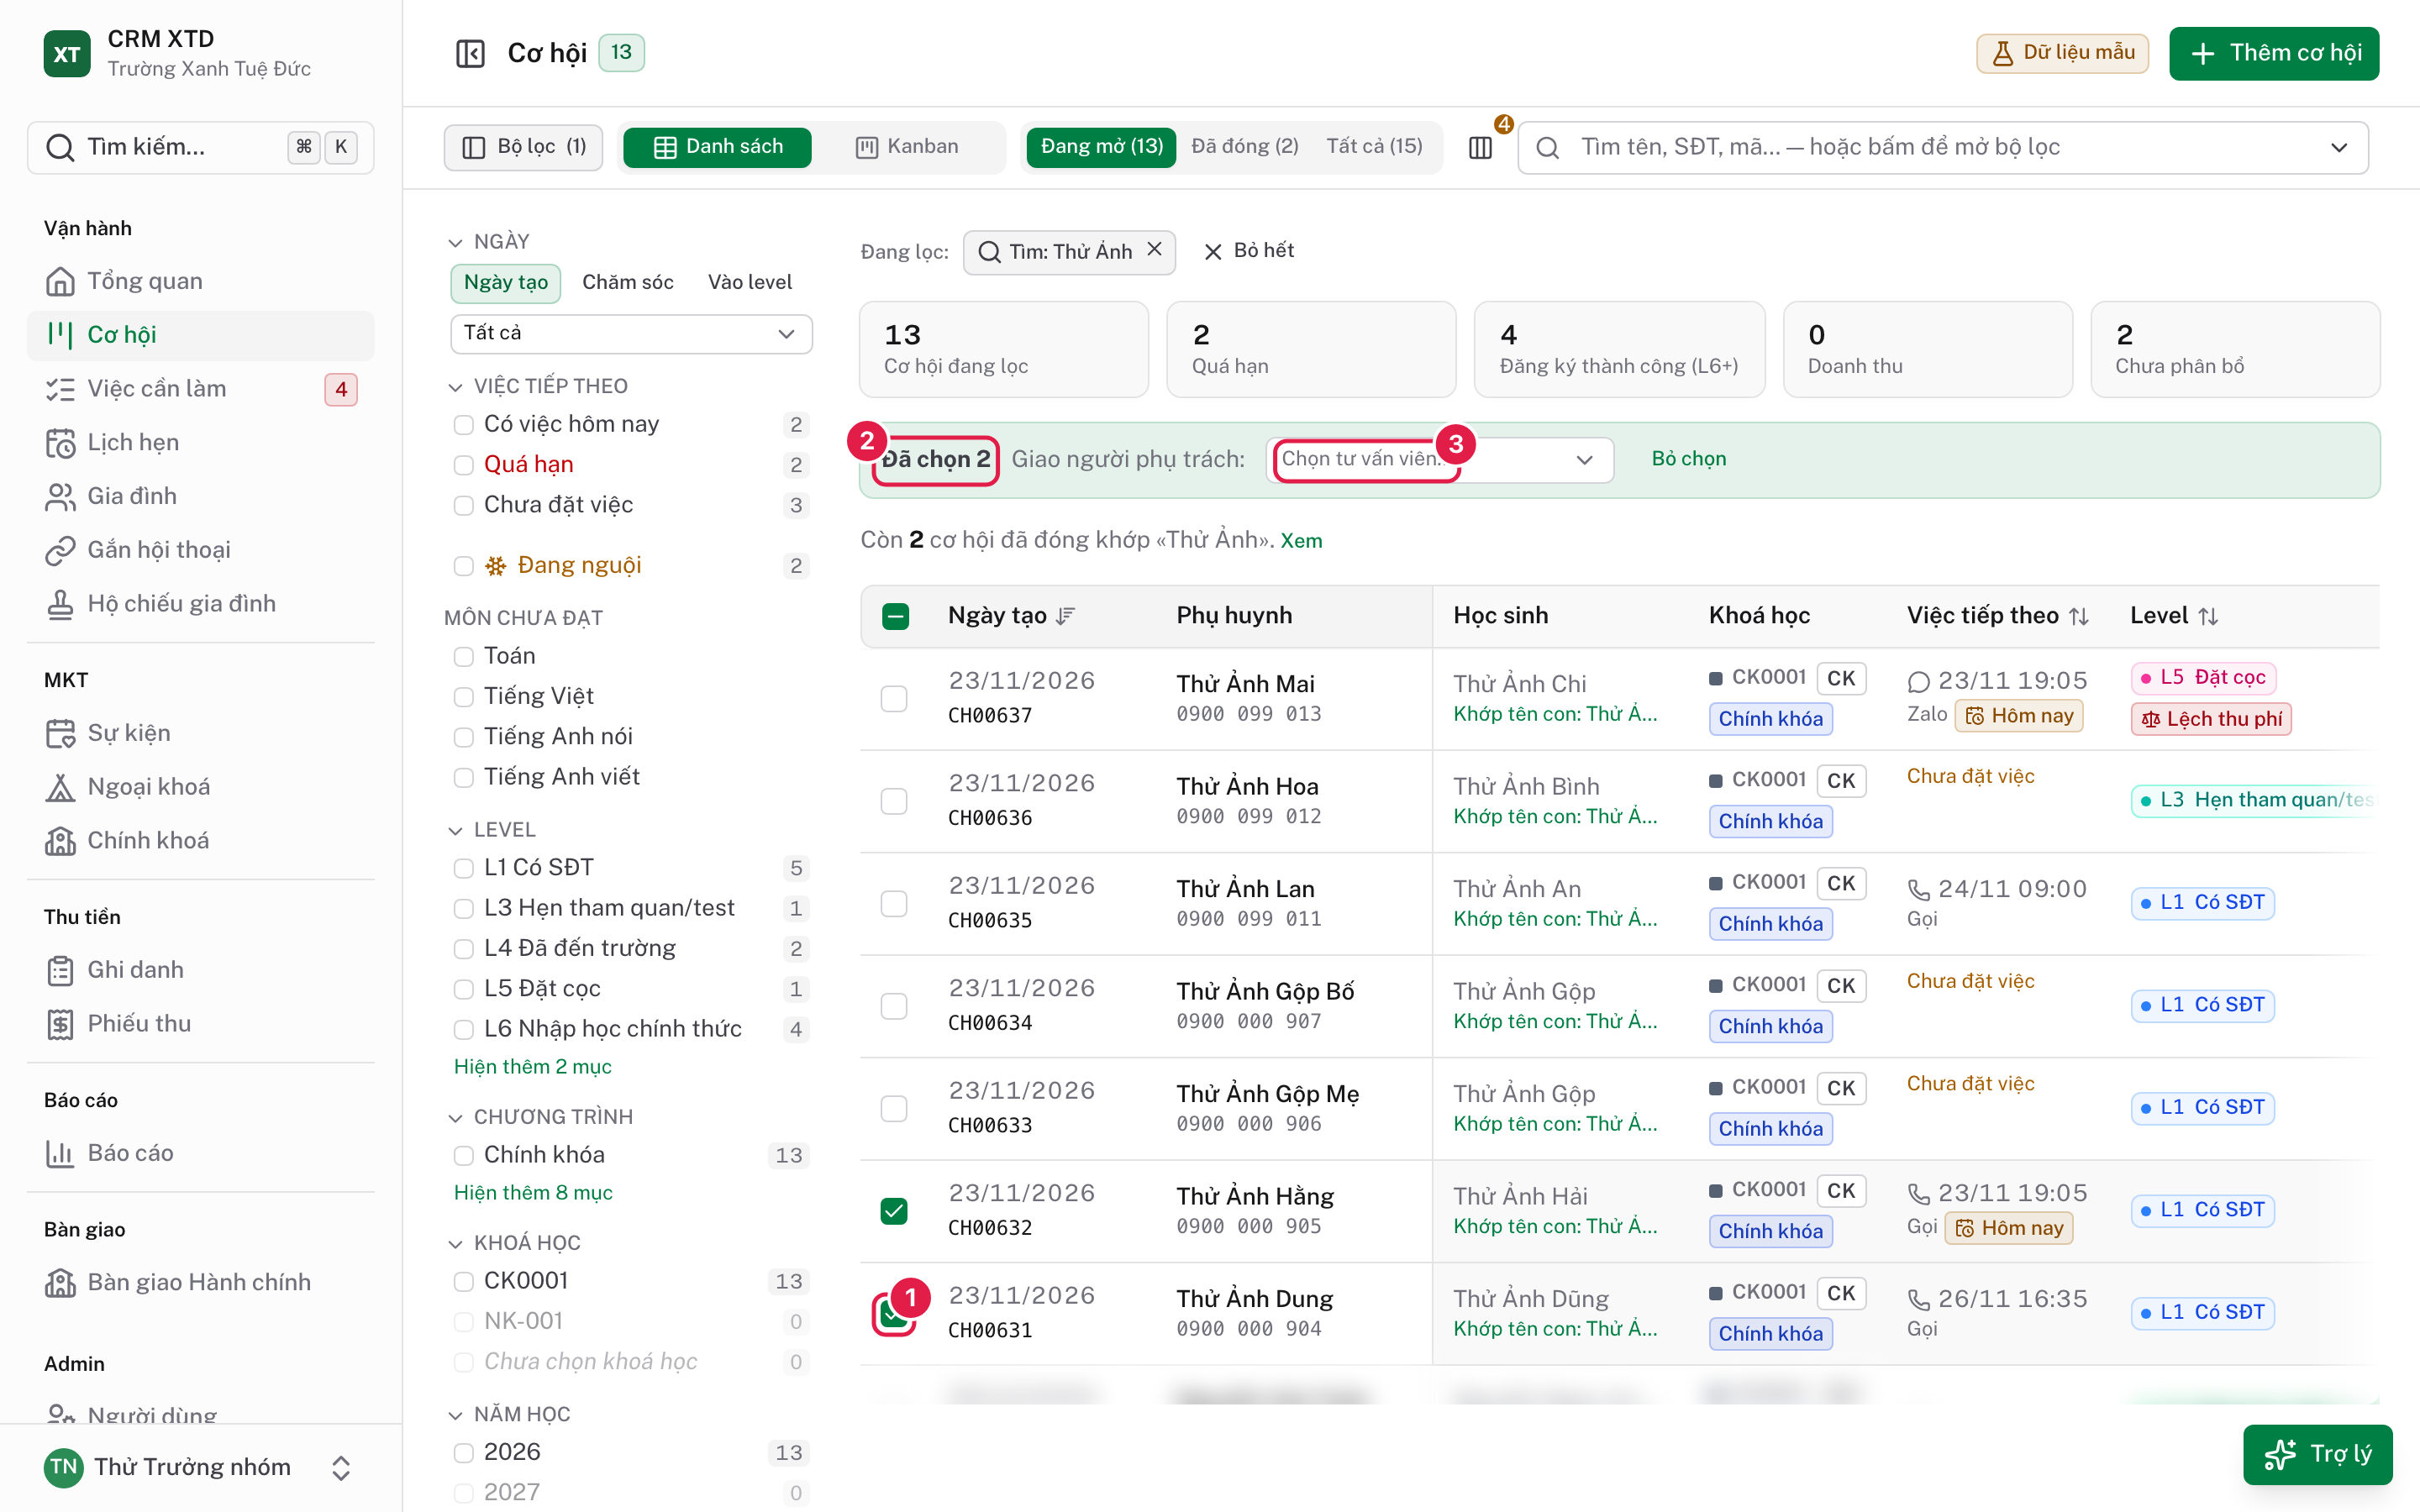 XT
CRM XTD
Trường Xanh Tuệ Đức
Tìm kiếm...
⌘ K
Vận hành
Tổng quan
Cơ hội
Việc cần làm 4
Lịch hẹn
Gia đình
Gắn hội thoại
Hộ chiếu gia đình
MKT
Sự kiện
Ngoại khoá
Chính khoá
Thu tiền
Ghi danh
Phiếu thu
Báo cáo
Báo cáo
Bàn giao
Bàn giao Hành chính
Admin
Người dùng
TN Thử Trưởng nhóm
Cơ hội 13
Dữ liệu mẫu
Thêm cơ hội
Bộ lọc (1)
Danh sách
Kanban
Đang mở (13)
Đã đóng (2)
Tất cả (15)
4
Tìm tên, SĐT, mã... — hoặc bấm để mở bộ lọc
NGÀY
Ngày tạo Chăm sóc Vào level
Tất cả
VIỆC TIẾP THEO
Có việc hôm nay 2
Quá hạn 2
Chưa đặt việc 3
Đang nguội 2
MÔN CHƯA ĐẠT
Toán
Tiếng Việt
Tiếng Anh nói
Tiếng Anh viết
LEVEL
L1 Có SĐT 5
L3 Hẹn tham quan/test 1
L4 Đã đến trường 2
L5 Đặt cọc 1
L6 Nhập học chính thức 4
Hiện thêm 2 mục
CHƯƠNG TRÌNH
Chính khóa 13
Hiện thêm 8 mục
KHOÁ HỌC
CK0001 13
NK-001 0
Chưa chọn khoá học 0
NĂM HỌC
2026 13
2027 0
Đang lọc: Tìm: Thử Ảnh Bỏ hết
13
Cơ hội đang lọc
2
Quá hạn
4
Đăng ký thành công (L6+)
0
Doanh thu
2
Chưa phân bổ
2 Đã chọn 2 Giao người phụ trách: Chọn tư vấn viên.. 3 Bỏ chọn
Còn 2 cơ hội đã đóng khớp «Thử Ảnh». Xem
Ngày tạo Phụ huynh Học sinh Khoá học Việc tiếp theo Level
23/11/2026 Thử Ảnh Mai Thử Ảnh Chi CK0001 CK 23/11 19:05 L5 Đặt cọc
CH00637 0900 099 013 Khớp tên con: Thử Ả... Chính khóa Zalo Hôm nay Lệch thu phí
23/11/2026 Thử Ảnh Hoa Thử Ảnh Bình CK0001 CK Chưa đặt việc L3 Hẹn tham quan/tes
CH00636 0900 099 012 Khớp tên con: Thử Ả... Chính khóa
23/11/2026 Thử Ảnh Lan Thử Ảnh An CK0001 CK 24/11 09:00 L1 Có SĐT
CH00635 0900 099 011 Khớp tên con: Thử Ả... Chính khóa Gọi
23/11/2026 Thử Ảnh Gộp Bố Thử Ảnh Gộp CK0001 CK Chưa đặt việc L1 Có SĐT
CH00634 0900 000 907 Khớp tên con: Thử Ả... Chính khóa
23/11/2026 Thử Ảnh Gộp Mẹ Thử Ảnh Gộp CK0001 CK Chưa đặt việc L1 Có SĐT
CH00633 0900 000 906 Khớp tên con: Thử Ả... Chính khóa
23/11/2026 Thử Ảnh Hằng Thử Ảnh Hải CK0001 CK 23/11 19:05 L1 Có SĐT
CH00632 0900 000 905 Khớp tên con: Thử Ả... Chính khóa Gọi Hôm nay
1 23/11/2026 Thử Ảnh Dung Thử Ảnh Dũng CK0001 CK 26/11 16:35 L1 Có SĐT
CH00631 0900 000 904 Khớp tên con: Thử Ả... Chính khóa Gọi
Trợ lý